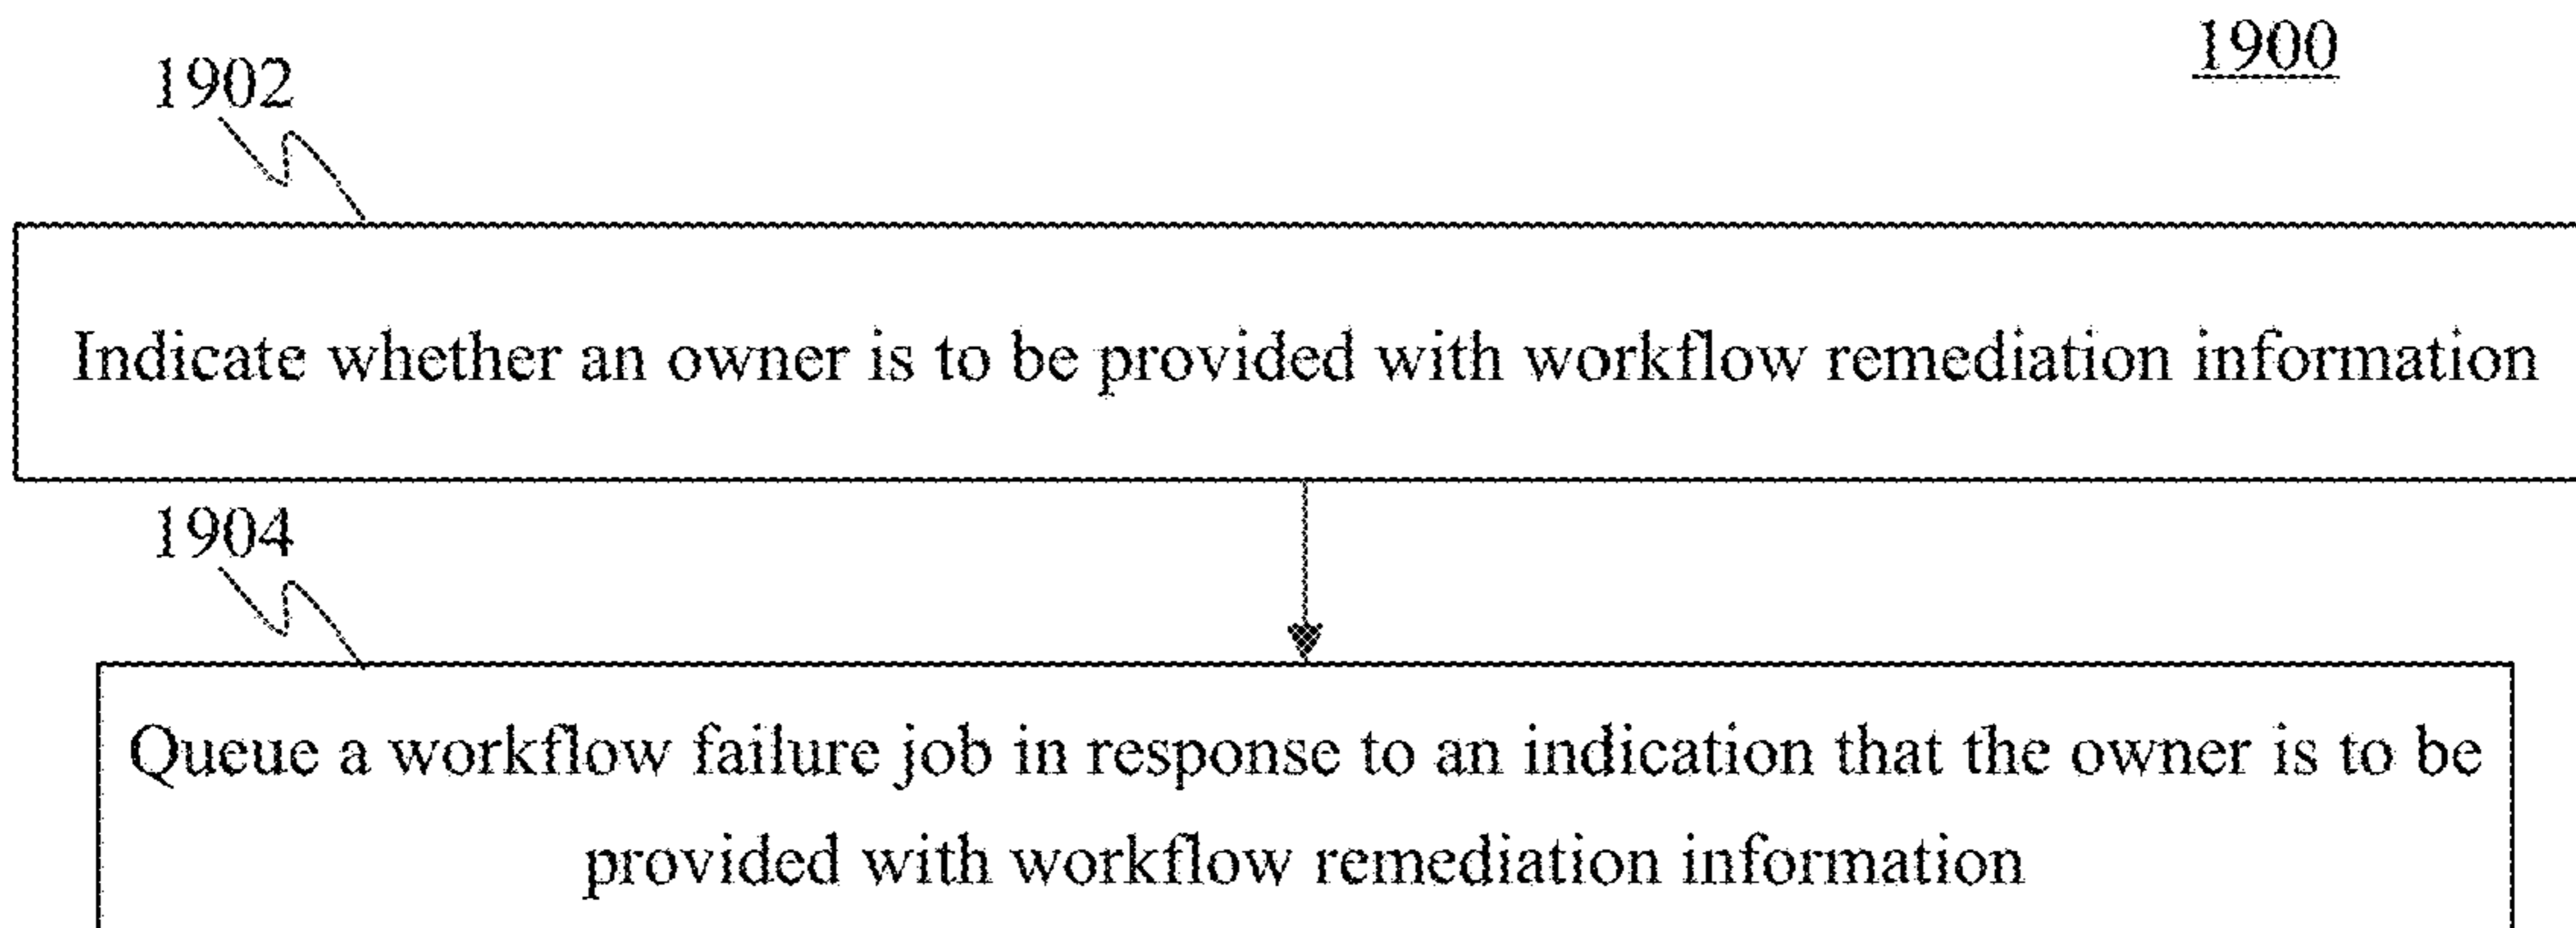 1900
1902
Indicate whether an owner is to be provided with workflow remediation information
1904
Queue a workflow failure job in response to an indication that the owner is to be
provided with workflow remediation information